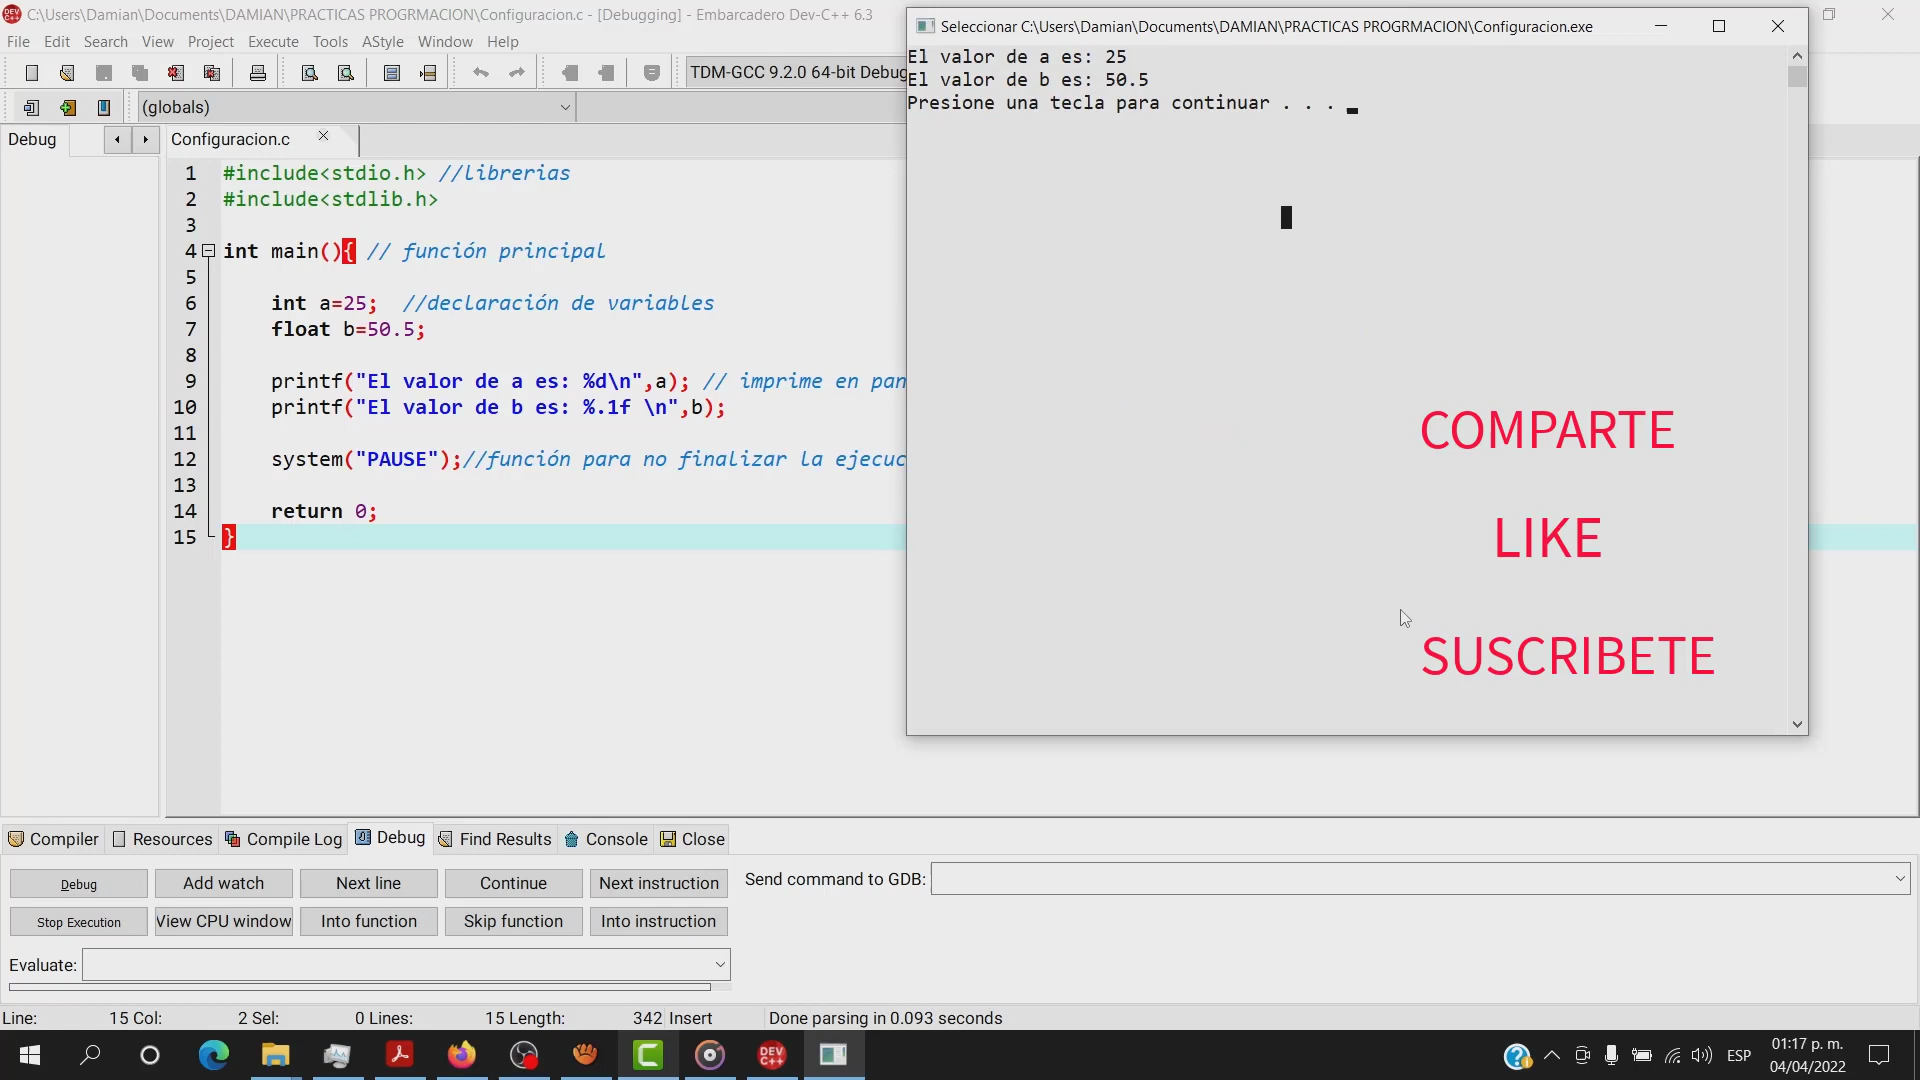 C:\Users\Damian\Documents\DAMIAN\PRACTICAS PROGRMACION\Configuracion.c - [Debugging] - Embarcadero Dev-C++ 6.3
File Edit Search View Project Execute Tools AStyle Window Help
TDM-GCC 9.2.0 64-bit Debug
(globals)
Debug
Configuracion.c
1 #include<stdio.h> //librerias
2 #include<stdlib.h>
3
4 int main(){ // función principal
5
6 int a=25; //declaración de variables
7 float b=50.5;
8
9 printf("El valor de a es: %d\n",a); // imprime en pan
10 printf("El valor de b es: %.1f \n",b);
11
12 system("PAUSE");//función para no finalizar la ejecuc
13
14 return 0;
15 }
Seleccionar C:\Users\Damian\Documents\DAMIAN\PRACTICAS PROGRMACION\Configuracion.exe
El valor de a es: 25
El valor de b es: 50.5
Presione una tecla para continuar . . .
COMPARTE
LIKE
SUSCRIBETE
Compiler Resources Compile Log Debug Find Results Console Close
Debug Add watch Next line Continue Next instruction Send command to GDB:
Stop Execution View CPU window Into function Skip function Into instruction
Evaluate:
Line: 15 Col: 2 Sel: 0 Lines: 15 Length: 342 Insert Done parsing in 0.093 seconds
DEV C++
ESP
01:17 p. m.
04/04/2022